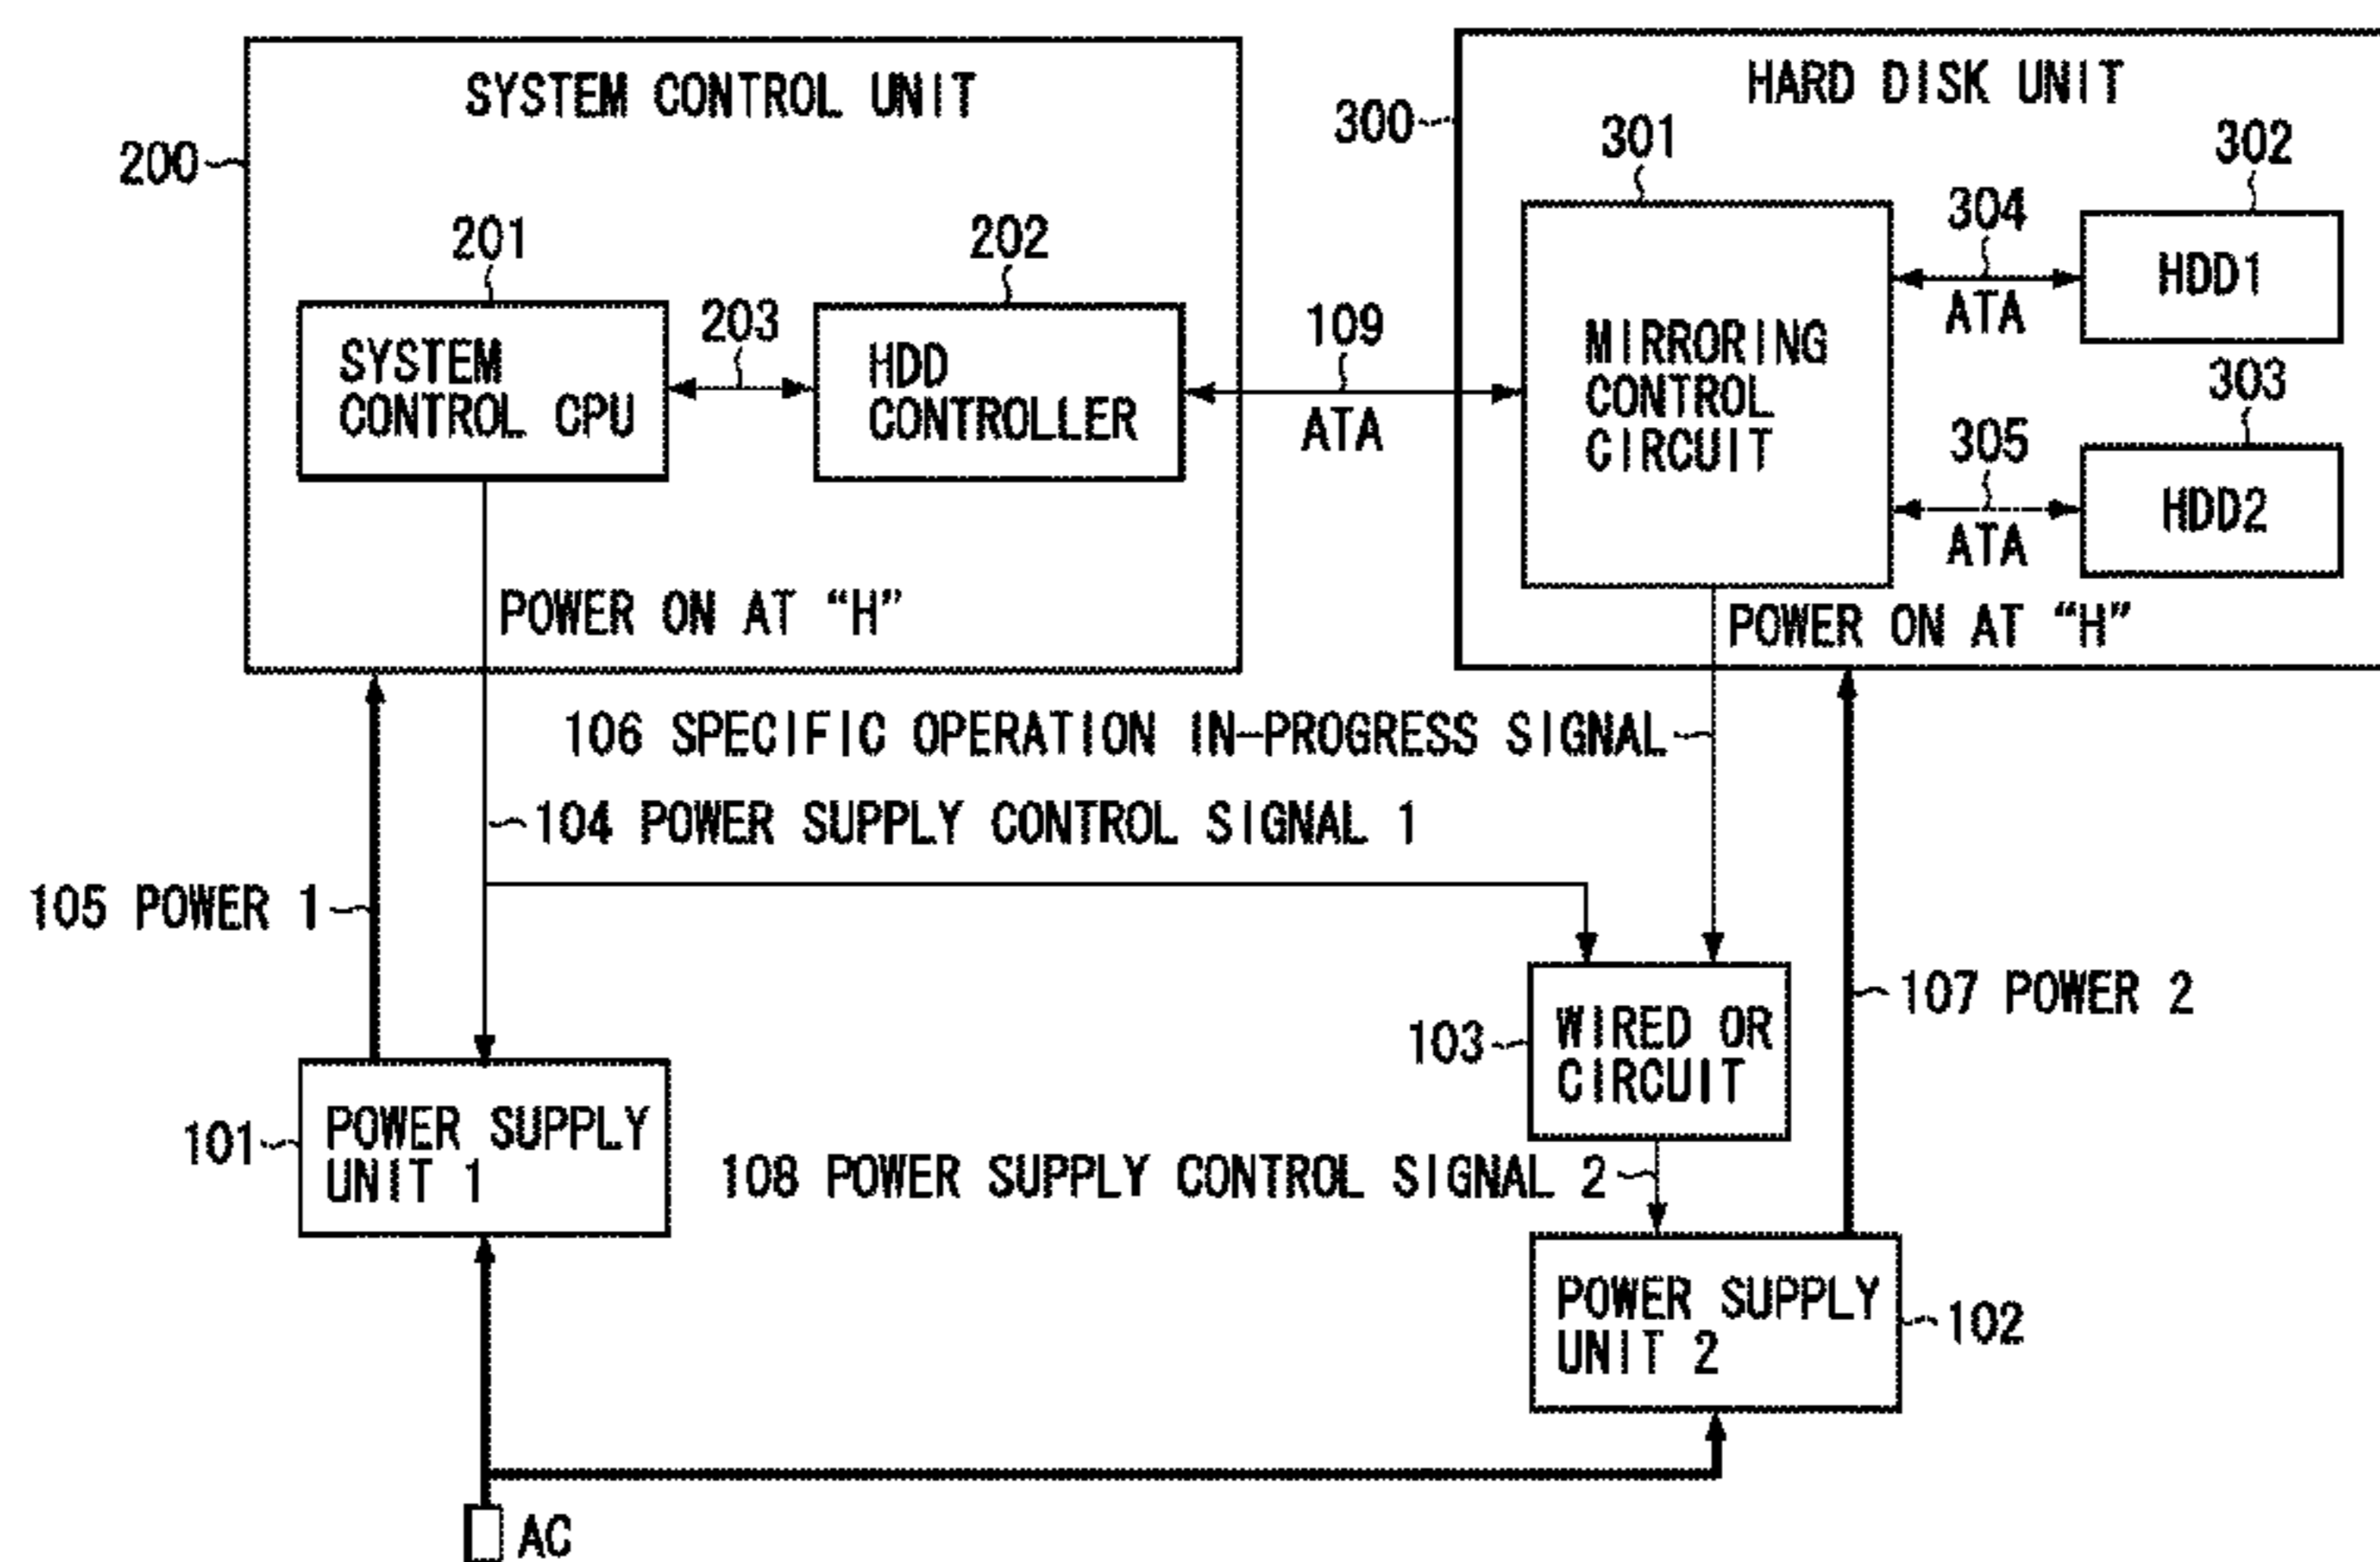 SYSTEM CONTROL UNIT
HARD DISK UNIT
200
300
301
302
304
201
202
203
HDD1
ATA
SYSTEM
CONTROL CPU
HDD
CONTROLLER
109
ATA
MIRRORING
CONTROL
CIRCUIT
303
305
HDD2
ATA
POWER ON AT “H”
POWER ON AT “H”
106 SPECIFIC OPERATION IN-PROGRESS SIGNAL
104 POWER SUPPLY CONTROL SIGNAL 1
105 POWER 1
107 POWER 2
103
WIRED OR
CIRCUIT
101
POWER SUPPLY
UNIT 1
108 POWER SUPPLY CONTROL SIGNAL 2
POWER SUPPLY
UNIT 2
102
AC